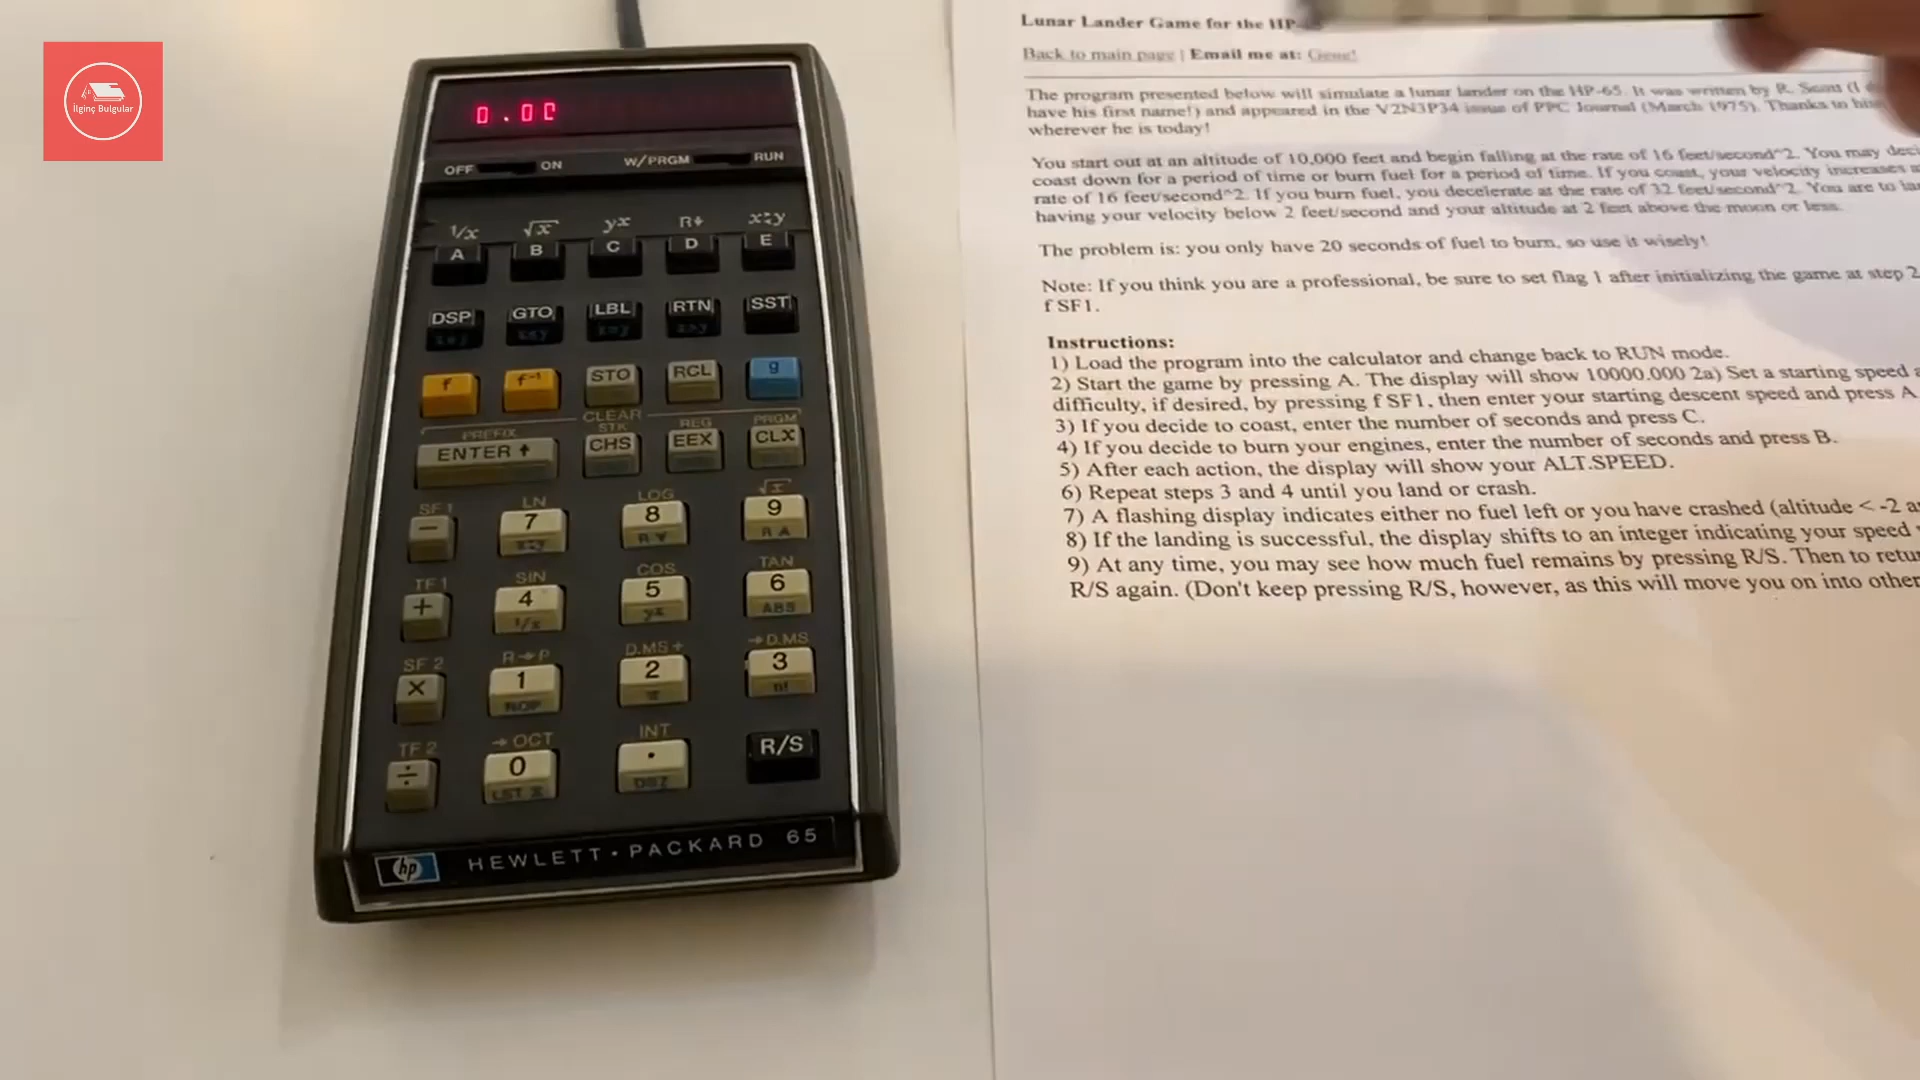 İlginç Bulgular
0.00
OFF ON W/PRGM RUN
1/x √x yx R↓ x⇄y
A B C D E
DSP GTO LBL RTN SST
f f-1 STO RCL g
CLEAR
PREFIX STK REG PRGM
ENTER ↑ CHS EEX CLX
SF 1 LN LOG √x
− 7 8 9
x⇄y R↓ R↑
TF 1 SIN COS TAN
+ 4 5 6
1/x yx ABS
SF 2 R→P D.MS+ →D.MS
× 1 2 3
NOP π n!
TF 2 →OCT INT
÷ 0 . R/S
LST X DSZ
hp HEWLETT·PACKARD 65
Lunar Lander Game for the HP-
Back to main page | Email me at: Gene!
The program presented below will simulate a lunar lander on the HP-65. It was written by R. Scott (I
have his first name!) and appeared in the V2N3P34 issue of PPC Journal (March 1975). Thanks to
wherever he is today!
You start out at an altitude of 10,000 feet and begin falling at the rate of 16 feet/second^2. You may
coast down for a period of time or burn fuel for a period of time. If you coast, your velocity increases
rate of 16 feet/second^2. If you burn fuel, you decelerate at the rate of 32 feet/second^2. You are to
having your velocity below 2 feet/second and your altitude at 2 feet above the moon or less.
The problem is: you only have 20 seconds of fuel to burn, so use it wisely!
Note: If you think you are a professional, be sure to set flag 1 after initializing the game at step 2
f SF1.
Instructions:
1) Load the program into the calculator and change back to RUN mode.
2) Start the game by pressing A. The display will show 10000.000 2a) Set a starting speed
difficulty, if desired, by pressing f SF1, then enter your starting descent speed and press A
3) If you decide to coast, enter the number of seconds and press C.
4) If you decide to burn your engines, enter the number of seconds and press B.
5) After each action, the display will show your ALT.SPEED.
6) Repeat steps 3 and 4 until you land or crash.
7) A flashing display indicates either no fuel left or you have crashed (altitude < -2
8) If the landing is successful, the display shifts to an integer indicating your speed
9) At any time, you may see how much fuel remains by pressing R/S. Then to
R/S again. (Don't keep pressing R/S, however, as this will move you on into other